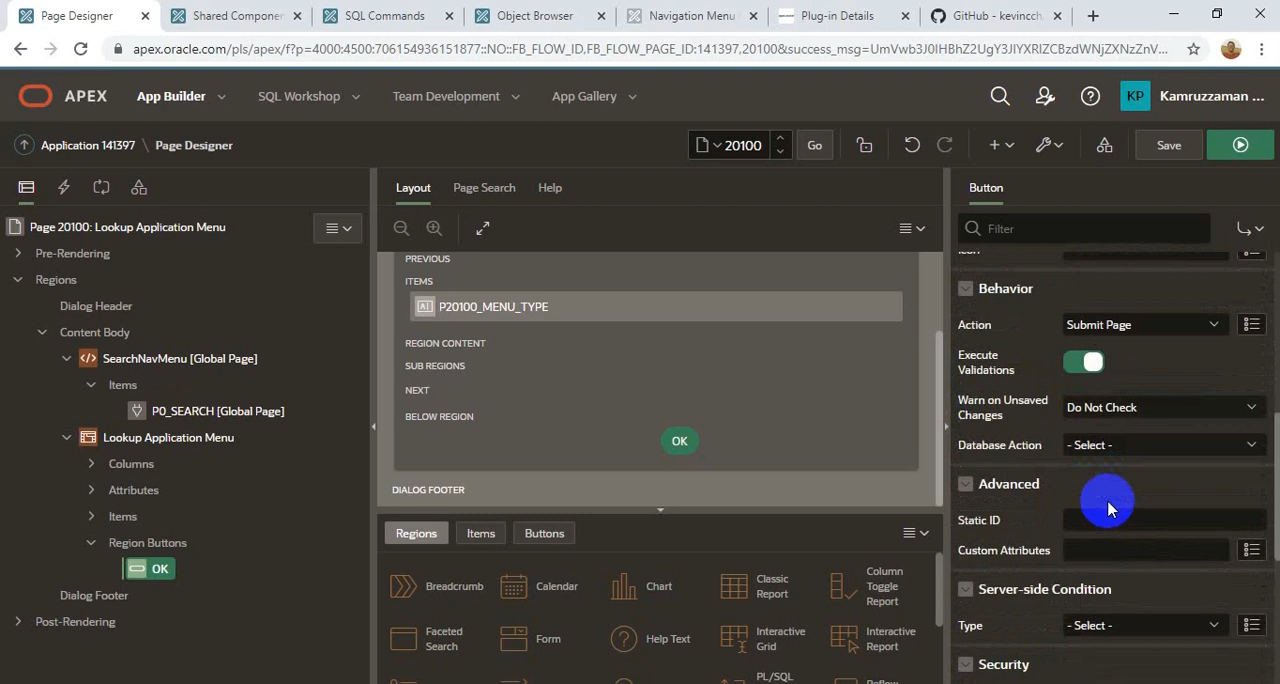 Page Designer
Shared Componer
SQL Commands
Object Browser
Navigation Menu
Plug-in Details
GitHub - kevincch
apex.oracle.com/pls/apex/f?p=4000:4500:706154936151877::NO::FB_FLOW_ID,FB_FLOW_PAGE_ID:141397,20100&success_msg=UmVwb3J0IHBhZ2UgY3JlYXRlZCBzdWNjZXNzZnV...
APEX
App Builder
SQL Workshop
Team Development
App Gallery
KP
Kamruzzaman ...
Application 141397 \ Page Designer
20100
Go
Save
Layout
Page Search
Help
Button
Page 20100: Lookup Application Menu
Pre-Rendering
Regions
Dialog Header
Content Body
SearchNavMenu [Global Page]
Items
P0_SEARCH [Global Page]
Lookup Application Menu
Columns
Attributes
Items
Region Buttons
OK
Dialog Footer
Post-Rendering
PREVIOUS
ITEMS
P20100_MENU_TYPE
REGION CONTENT
SUB REGIONS
NEXT
BELOW REGION
OK
DIALOG FOOTER
Regions
Items
Buttons
Breadcrumb
Calendar
Chart
Classic
Report
Column
Toggle
Report
Faceted
Search
Form
Help Text
Interactive
Grid
Interactive
Report
PL/SQL
Filter
Behavior
Action
Submit Page
Execute
Validations
Warn on Unsaved
Changes
Do Not Check
Database Action
- Select -
Advanced
Static ID
Custom Attributes
Server-side Condition
Type
- Select -
Security